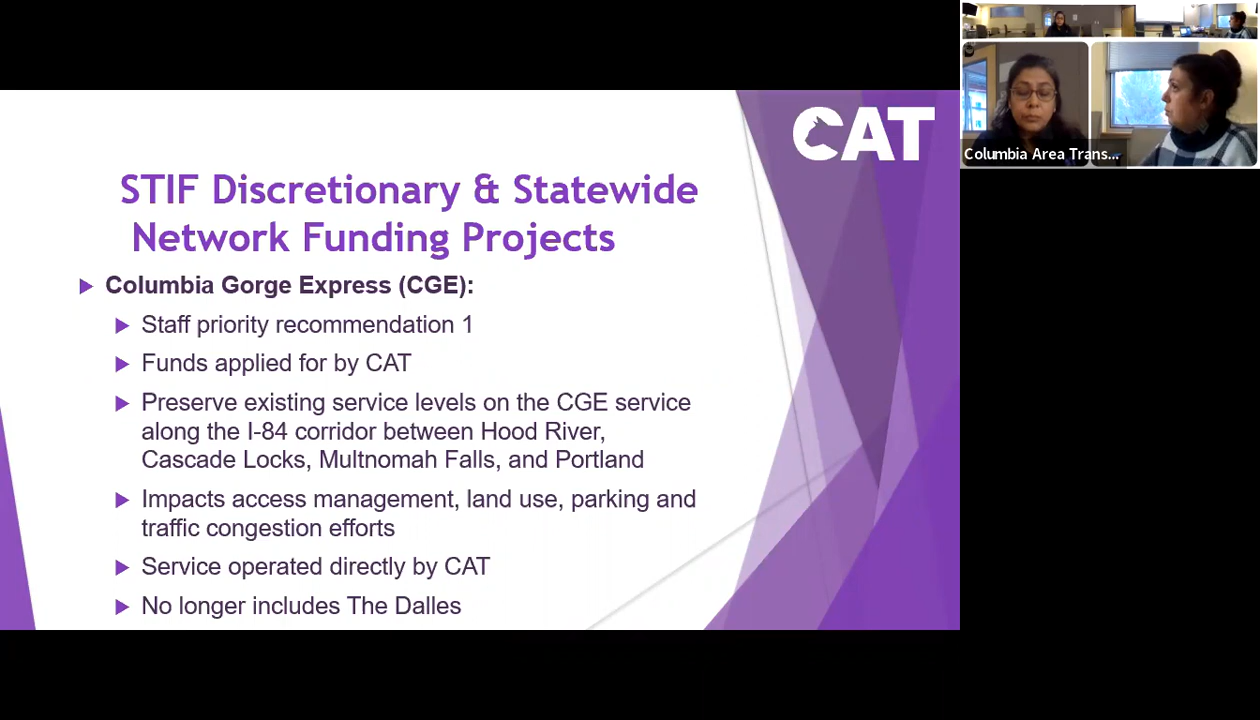 CAT
STIF Discretionary & Statewide
Network Funding Projects
Columbia Gorge Express (CGE):
Staff priority recommendation 1
Funds applied for by CAT
Preserve existing service levels on the CGE service
along the I-84 corridor between Hood River,
Cascade Locks, Multnomah Falls, and Portland
Impacts access management, land use, parking and
traffic congestion efforts
Service operated directly by CAT
No longer includes The Dalles
Columbia Area Trans...